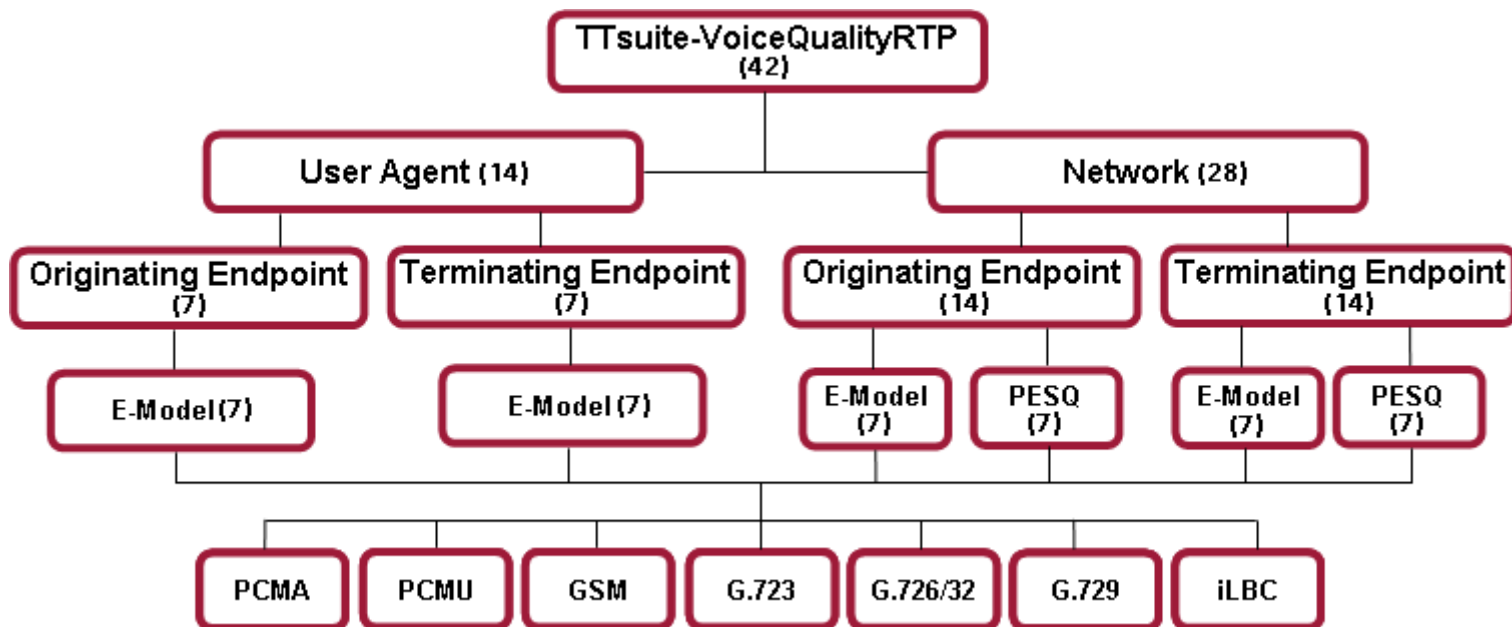 TTsuite-VoiceQualityRTP
(42)
User Agent (14)
Network (28)
Originating Endpoint
(7)
Terminating Endpoint
(7)
Originating Endpoint
(14)
Terminating Endpoint
(14)
E-Model (7)
E-Model (7)
E-Model
(7)
PESQ
(7)
E-Model
(7)
PESQ
(7)
PCMA
PCMU
GSM
G.723
G.726/32
G.729
iLBC